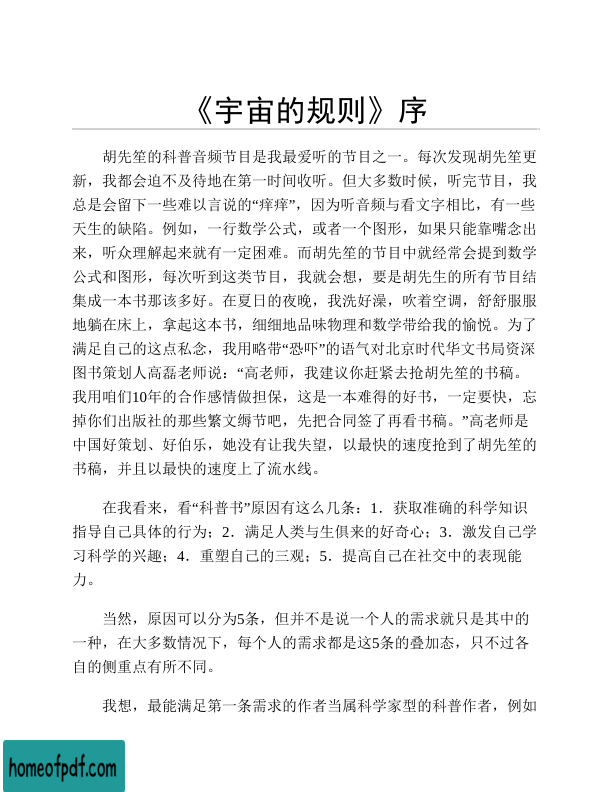 《宇宙的规则》序
胡先笙的科普音频节目是我最爱听的节目之一。每次发现胡先笙更
新，我都会迫不及待地在第一时间收听。但大多数时候，听完节目，我
总是会留下一些难以言说的“痒痒”，因为听音频与看文字相比，有一些
天生的缺陷。例如，一行数学公式，或者一个图形，如果只能靠嘴念出
来，听众理解起来就有一定困难。而胡先笙的节目中就经常会提到数学
公式和图形，每次听到这类节目，我就会想，要是胡先生的所有节目结
集成一本书那该多好。在夏日的夜晚，我洗好澡，吹着空调，舒舒服服
地躺在床上，拿起这本书，细细地品味物理和数学带给我的愉悦。为了
满足自己的这点私念，我用略带“恐吓”的语气对北京时代华文书局资深
图书策划人高磊老师说：“高老师，我建议你赶紧去抢胡先笙的书稿。
我用咱们10年的合作感情做担保，这是一本难得的好书，一定要快，忘
掉你们出版社的那些繁文缛节吧，先把合同签了再看书稿。”高老师是
中国好策划、好伯乐，她没有让我失望，以最快的速度抢到了胡先笙的
书稿，并且以最快的速度上了流水线。
在我看来，看“科普书”原因有这么几条：1．获取准确的科学知识
指导自己具体的行为；2．满足人类与生俱来的好奇心；3．激发自己学
习科学的兴趣；4．重塑自己的三观；5．提高自己在社交中的表现能
力。
当然，原因可以分为5条，但并不是说一个人的需求就只是其中的
一种，在大多数情况下，每个人的需求都是这5条的叠加态，只不过各
自的侧重点有所不同。
我想，最能满足第一条需求的作者当属科学家型的科普作者，例如
homeofpdf.com